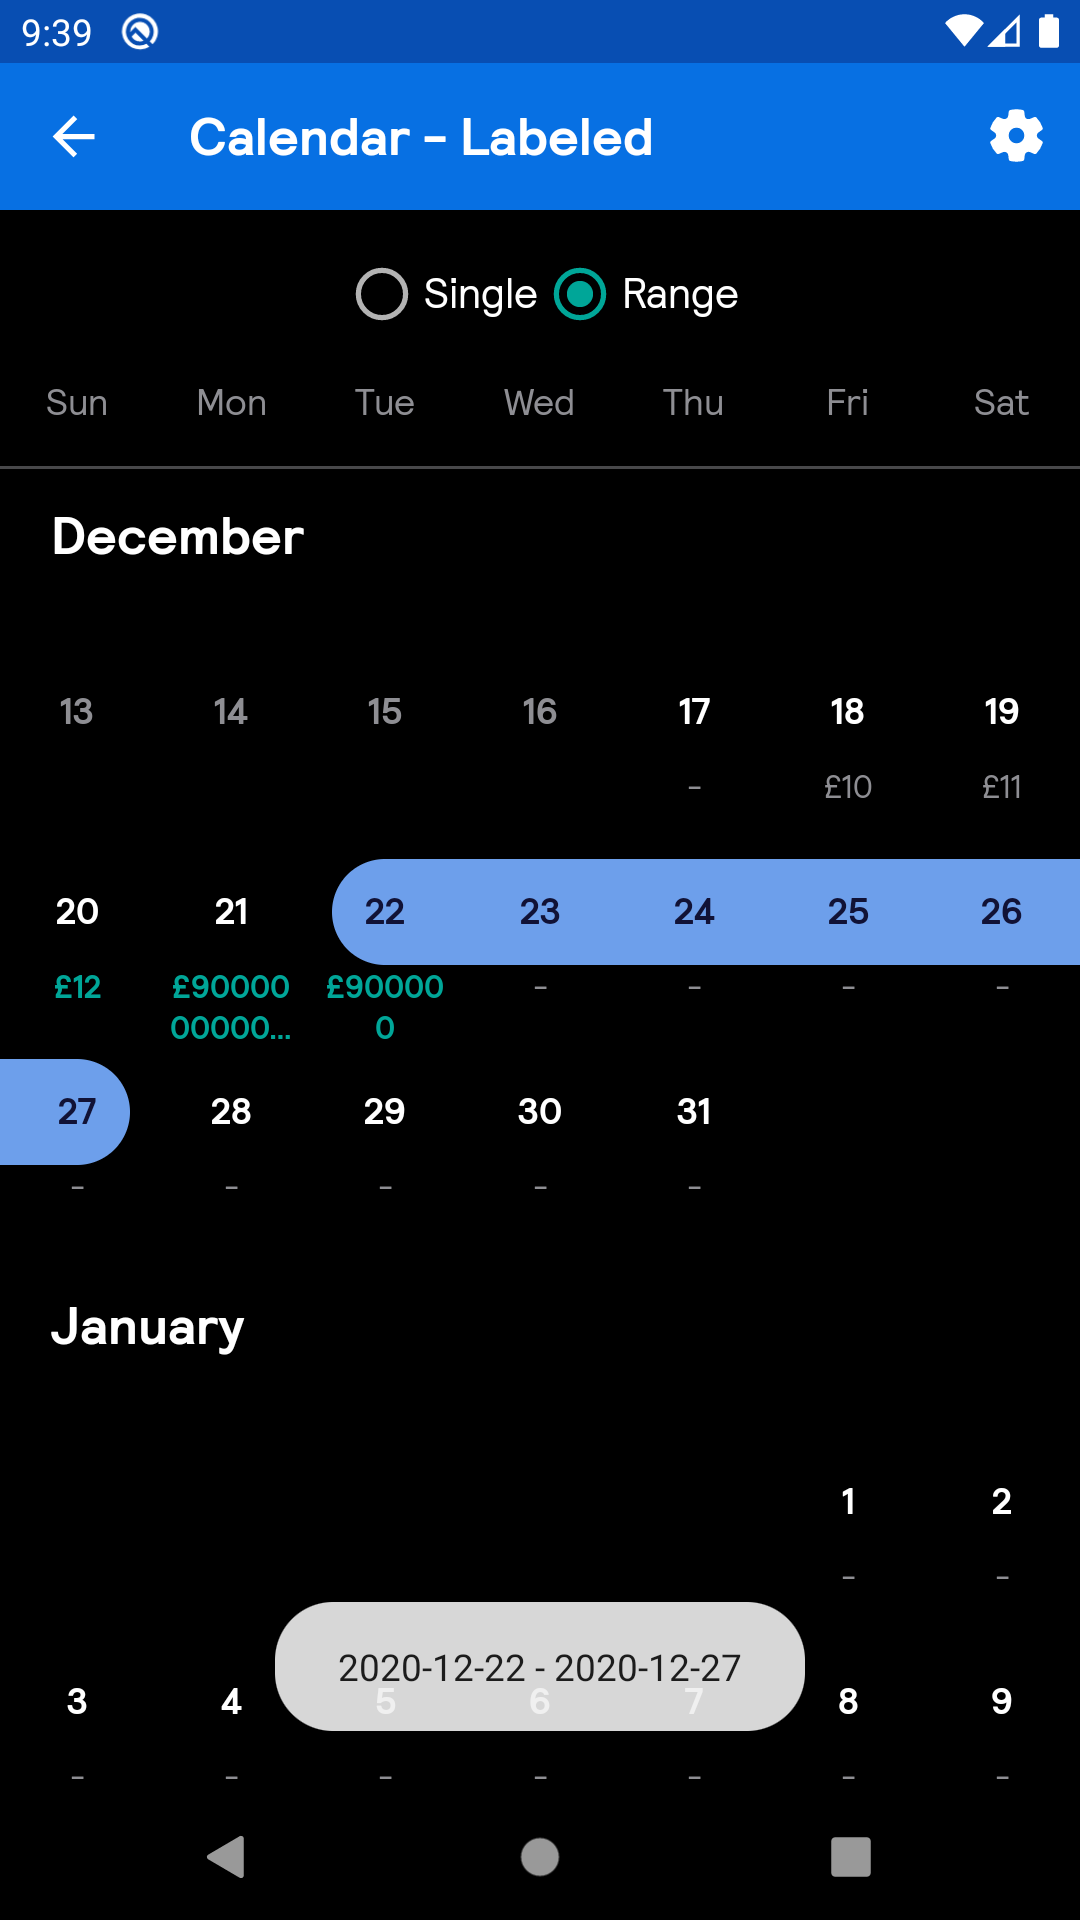 9:39
Calendar - Labeled
Single Range
Sun Mon Tue Wed Thu Fri Sat
December
13 14 15 16 17 18 19
- £10 £11
20 21 22 23 24 25 26
£12 £90000 £90000 - - - -
00000... 0
27 28 29 30 31
- - - - -
January
1 2
- -
2020-12-22 - 2020-12-27
3 4 5 6 7 8 9
- - - - - - -